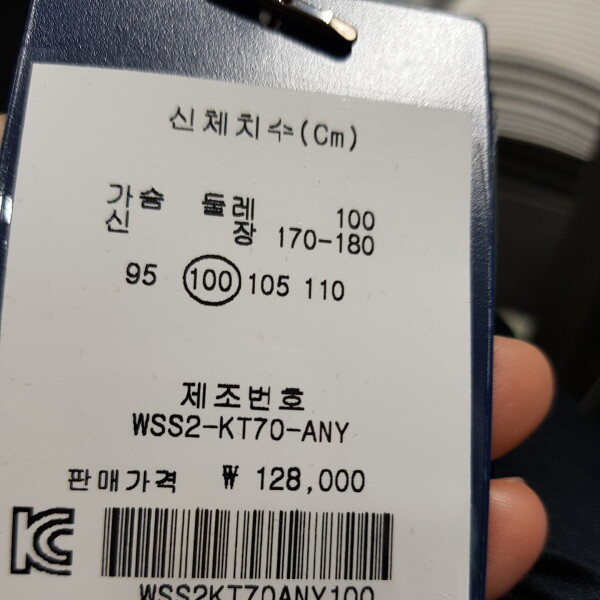 신체치수(Cm)
가슴 둘레 100
신 장 170-180
95 100 105 110
제조번호
WSS2-KT70-ANY
판매가격 ₩ 128,000
KC
WSS2KT70ANY100